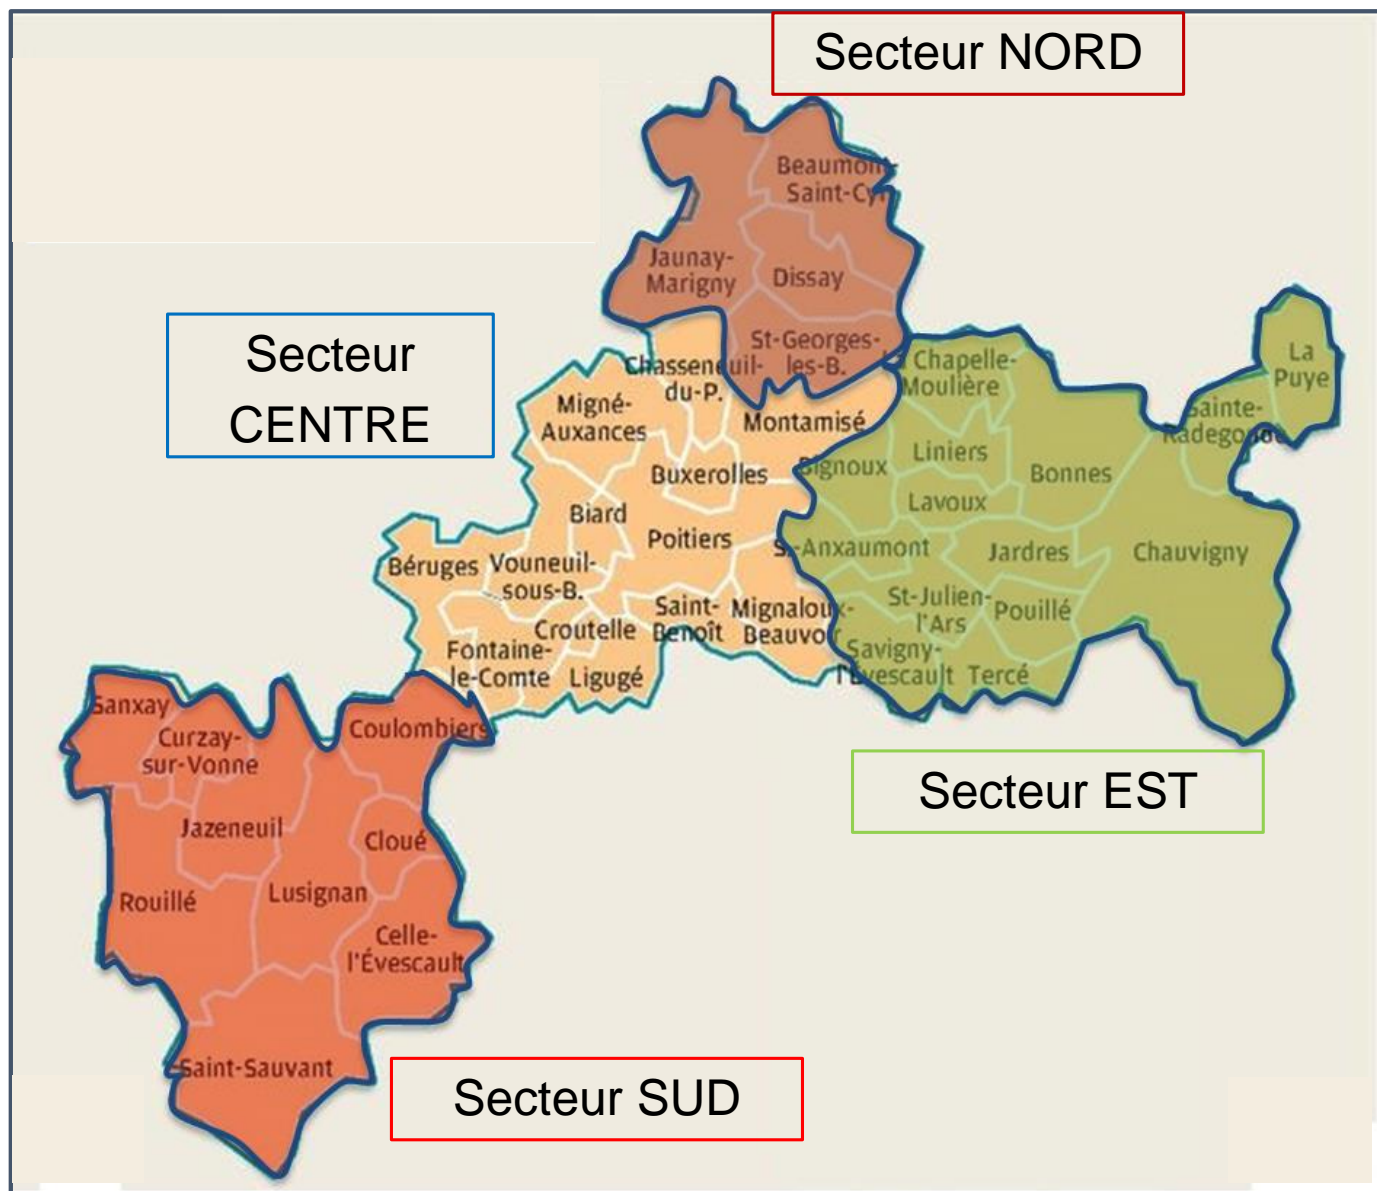 Secteur NORD
Beaumont-
Saint-Cyr
Jaunay-
Marigny
Dissay
St-Georges-
les-B.
Secteur
CENTRE
Chasseneuil-
du-P.
Migné-
Auxances
Montamisé
Buxerolles
Biard
Poitiers
Béruges
Vouneuil-
sous-B.
Saint-
Benoît
Mignaloux-
Beauvoir
Croutelle
Fontaine-
le-Comte
Ligugé
La Chapelle-
Moulière
La
Puye
Sainte-
Radegonde
Bignoux
Liniers
Bonnes
Lavoux
S.-Anxaumont
Jardres
Chauvigny
St-Julien-
l'Ars
Pouillé
Savigny-
l'Évescault
Tercé
Secteur EST
Sanxay
Curzay-
sur-Vonne
Coulombiers
Jazeneuil
Cloué
Rouillé
Lusignan
Celle-
l'Évescault
Saint-Sauvant
Secteur SUD